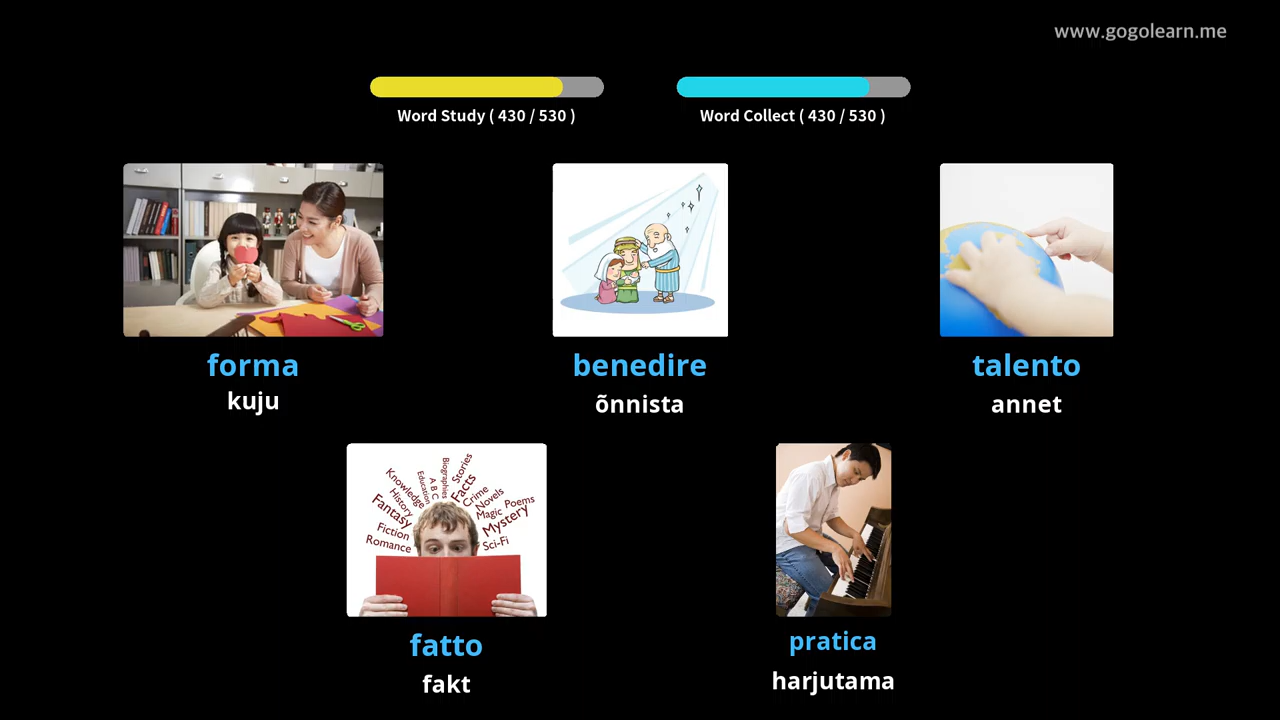 www.gogolearn.me
Word Study ( 430 / 530 )
Word Collect ( 430 / 530 )
forma
kuju
benedire
õnnista
talento
annet
Knowledge
History
Fantasy
Fiction
Romance
Education
A B C
Biographies
Stories
Facts
Crime
Novels
Magic
Poems
Mystery
Sci-Fi
fatto
fakt
pratica
harjutama